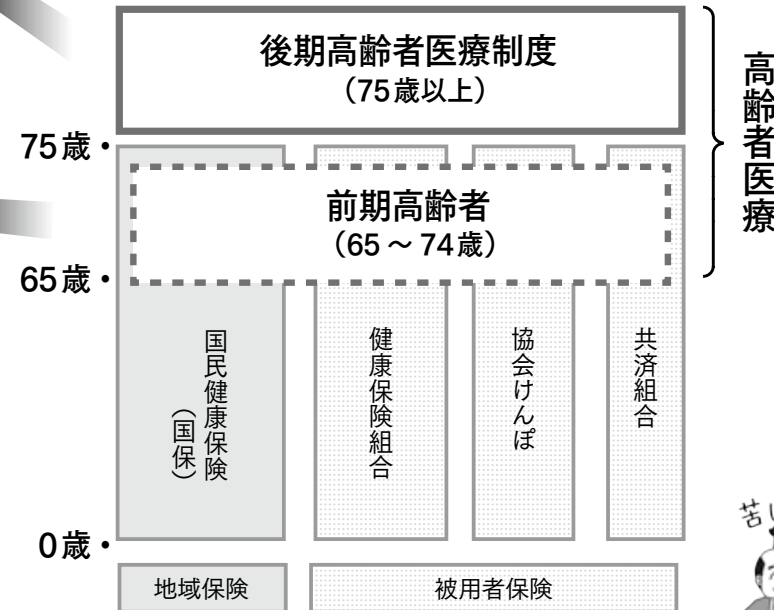 後期高齢者医療制度
（75歳以上）
高齢者医療
75歳
前期高齢者
（65～74歳）
65歳
国民健康保険
（国保）
健康保険組合
協会けんぽ
共済組合
0歳
地域保険
被用者保険